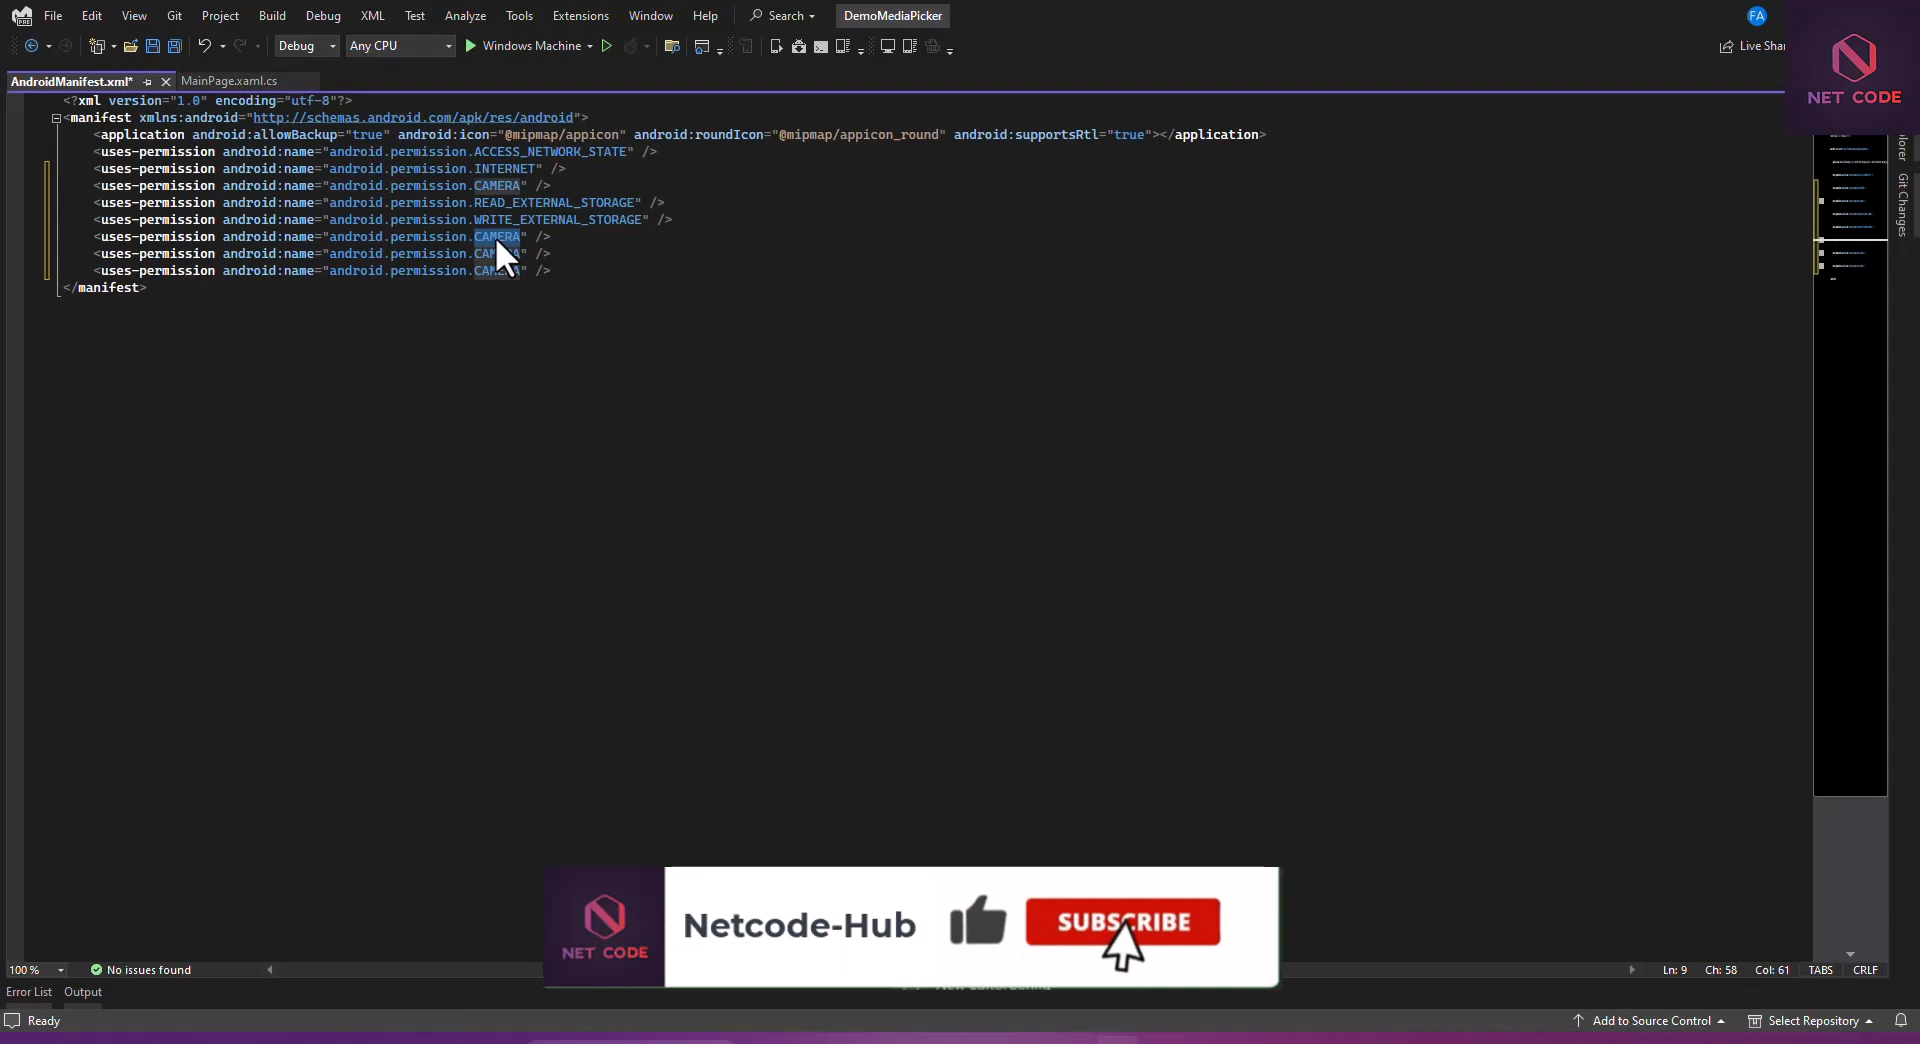 File Edit View Git Project Build Debug XML Test Analyze Tools Extensions Window Help Search DemoMediaPicker FA
Debug Any CPU Windows Machine Live Shar
NET CODE
AndroidManifest.xml* MainPage.xaml.cs
<?xml version="1.0" encoding="utf-8"?>
<manifest xmlns:android="http://schemas.android.com/apk/res/android">
<application android:allowBackup="true" android:icon="@mipmap/appicon" android:roundIcon="@mipmap/appicon_round" android:supportsRtl="true"></application>
<uses-permission android:name="android.permission.ACCESS_NETWORK_STATE" />
<uses-permission android:name="android.permission.INTERNET" />
<uses-permission android:name="android.permission.CAMERA" />
<uses-permission android:name="android.permission.READ_EXTERNAL_STORAGE" />
<uses-permission android:name="android.permission.WRITE_EXTERNAL_STORAGE" />
<uses-permission android:name="android.permission.CAMERA" />
<uses-permission android:name="android.permission.CAMERA" />
<uses-permission android:name="android.permission.CAMERA" />
</manifest>
Git Changes
Netcode-Hub SUBSCRIBE
NET CODE
100 % No issues found Ln: 9 Ch: 58 Col: 61 TABS CRLF
Error List Output
Ready Add to Source Control Select Repository